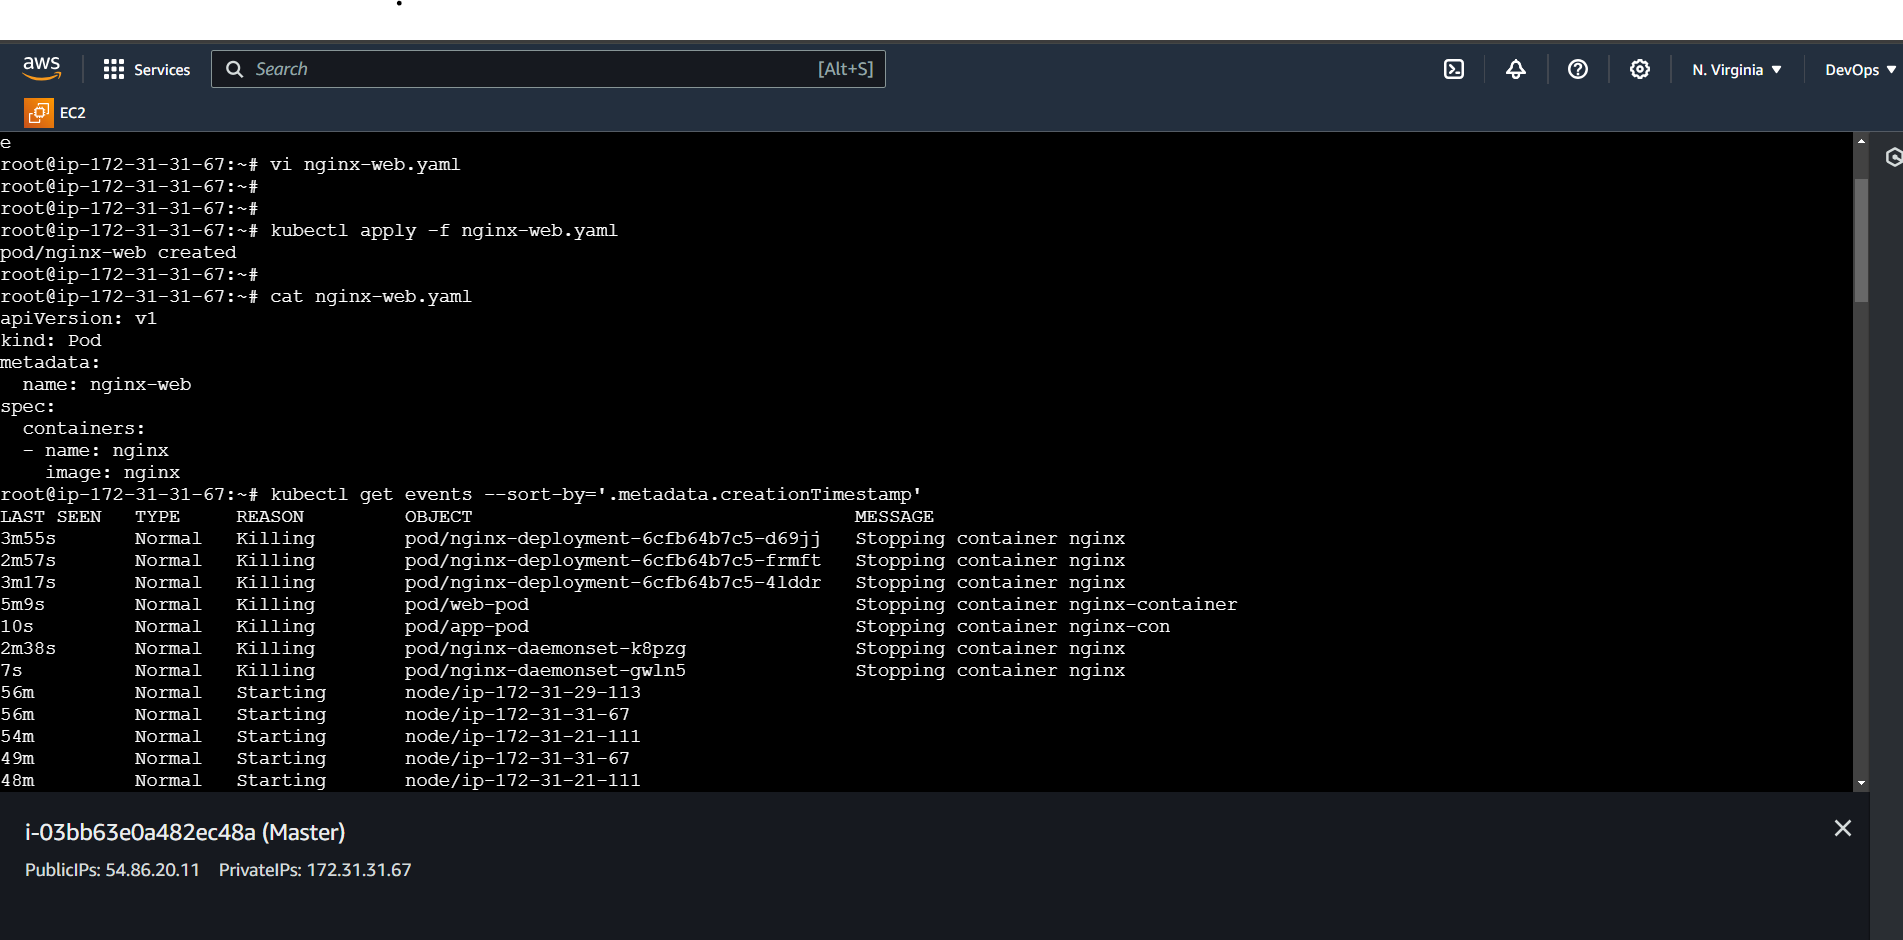 aws Services Search [Alt+S] N. Virginia DevOps
EC2
e
root@ip-172-31-31-67:~# vi nginx-web.yaml
root@ip-172-31-31-67:~#
root@ip-172-31-31-67:~#
root@ip-172-31-31-67:~# kubectl apply -f nginx-web.yaml
pod/nginx-web created
root@ip-172-31-31-67:~#
root@ip-172-31-31-67:~# cat nginx-web.yaml
apiVersion: v1
kind: Pod
metadata:
  name: nginx-web
spec:
  containers:
  - name: nginx
    image: nginx
root@ip-172-31-31-67:~# kubectl get events --sort-by='.metadata.creationTimestamp'
LAST SEEN   TYPE     REASON         OBJECT                                  MESSAGE
3m55s       Normal   Killing        pod/nginx-deployment-6cfb64b7c5-d69jj   Stopping container nginx
2m57s       Normal   Killing        pod/nginx-deployment-6cfb64b7c5-frmft   Stopping container nginx
3m17s       Normal   Killing        pod/nginx-deployment-6cfb64b7c5-4lddr   Stopping container nginx
5m9s        Normal   Killing        pod/web-pod                             Stopping container nginx-container
10s         Normal   Killing        pod/app-pod                             Stopping container nginx-con
2m38s       Normal   Killing        pod/nginx-daemonset-k8pzg               Stopping container nginx
7s          Normal   Killing        pod/nginx-daemonset-gwln5               Stopping container nginx
56m         Normal   Starting       node/ip-172-31-29-113
56m         Normal   Starting       node/ip-172-31-31-67
54m         Normal   Starting       node/ip-172-31-21-111
49m         Normal   Starting       node/ip-172-31-31-67
48m         Normal   Starting       node/ip-172-31-21-111
i-03bb63e0a482ec48a (Master)
PublicIPs: 54.86.20.11 PrivateIPs: 172.31.31.67